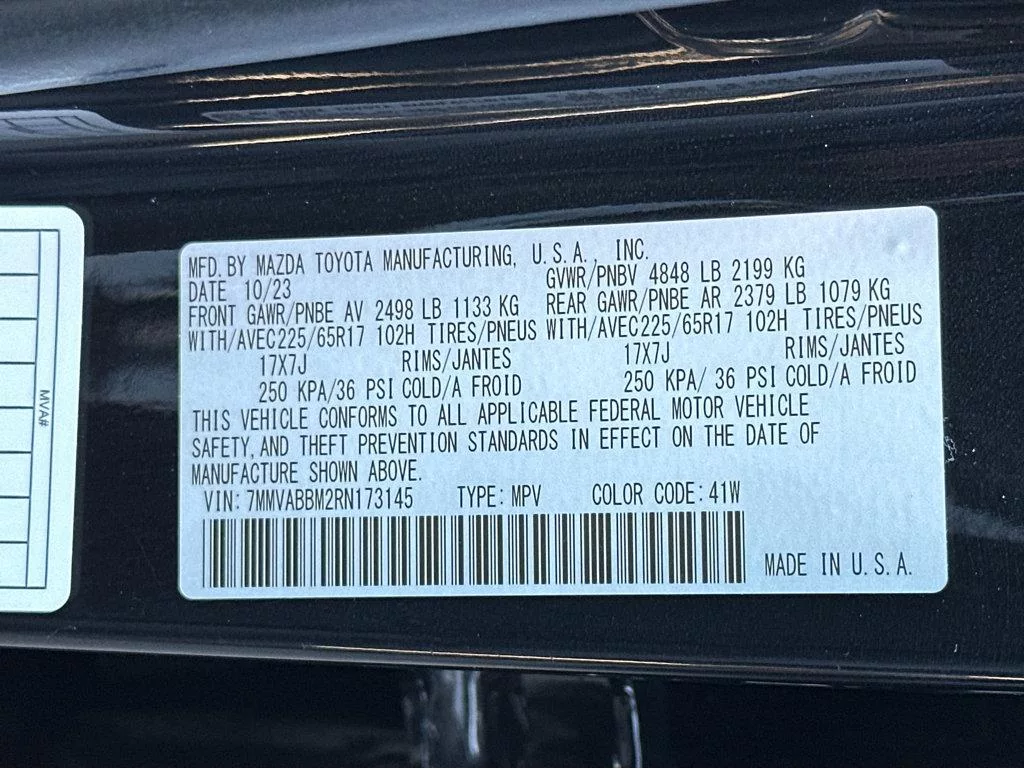 MFD. BY MAZDA TOYOTA MANUFACTURING, U.S.A., INC.
DATE 10/23 GVWR/PNBV 4848 LB 2199 KG
FRONT GAWR/PNBE AV 2498 LB 1133 KG REAR GAWR/PNBE AR 2379 LB 1079 KG
WITH/AVEC225/65R17 102H TIRES/PNEUS WITH/AVEC225/65R17 102H TIRES/PNEUS
17X7J RIMS/JANTES 17X7J RIMS/JANTES
250 KPA/36 PSI COLD/A FROID 250 KPA/ 36 PSI COLD/A FROID
THIS VEHICLE CONFORMS TO ALL APPLICABLE FEDERAL MOTOR VEHICLE
SAFETY, AND THEFT PREVENTION STANDARDS IN EFFECT ON THE DATE OF
MANUFACTURE SHOWN ABOVE.
VIN: 7MMVABBM2RN173145 TYPE: MPV COLOR CODE: 41W
MADE IN U.S.A.
MVA#